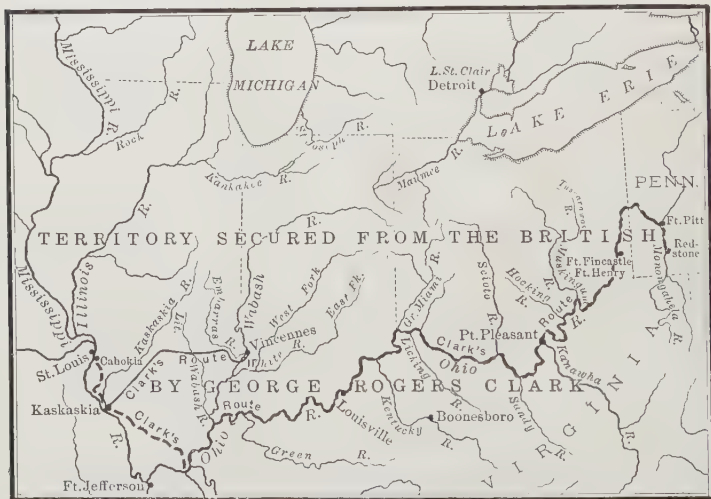 LAKE
MICHIGAN
L. St. Clair
Detroit
LAKE ERIE
Mississippi R.
Rock R.
St. Joseph R.
Kankakee R.
Maumee R.
Tuscarawas R.
PENN.
Ft. Pitt
Redstone
TERRITORY SECURED FROM THE BRITISH
Ft. Fincastle
Ft. Henry
Monongahela R.
Muskingum R.
Hocking R.
Scioto R.
Gr. Miami R.
Mississippi
Illinois R.
Kaskaskia R.
Embarras R.
Wabash R.
West Fork
East Fk.
Vincennes
White R.
Lit. Wabash R.
St. Louis
Cahokia
Clark's Route
Clark's Route
Pt. Pleasant
Kanawha R.
Ohio R.
BY GEORGE ROGERS CLARK
Kaskaskia
Clark's Route
Ohio R.
Louisville
Licking R.
Kentucky R.
Boonesboro
Sandy R.
VIRGINIA
Green R.
R.
Ft. Jefferson